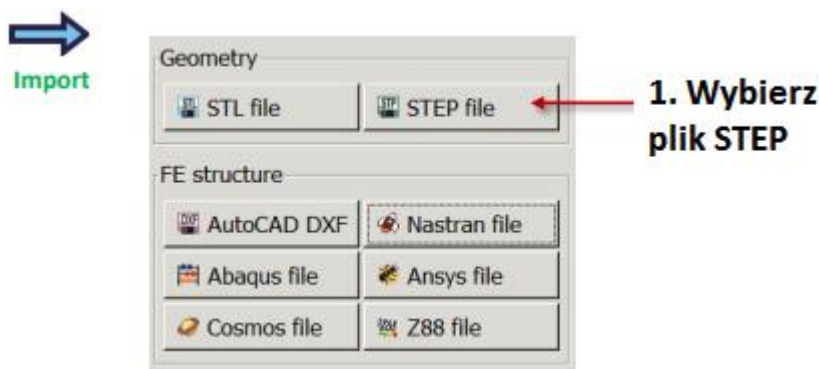 Import
Geometry
STL file
STEP file
1. Wybierz
plik STEP
FE structure
AutoCAD DXF
Nastran file
Abaqus file
Ansys file
Cosmos file
Z88 file